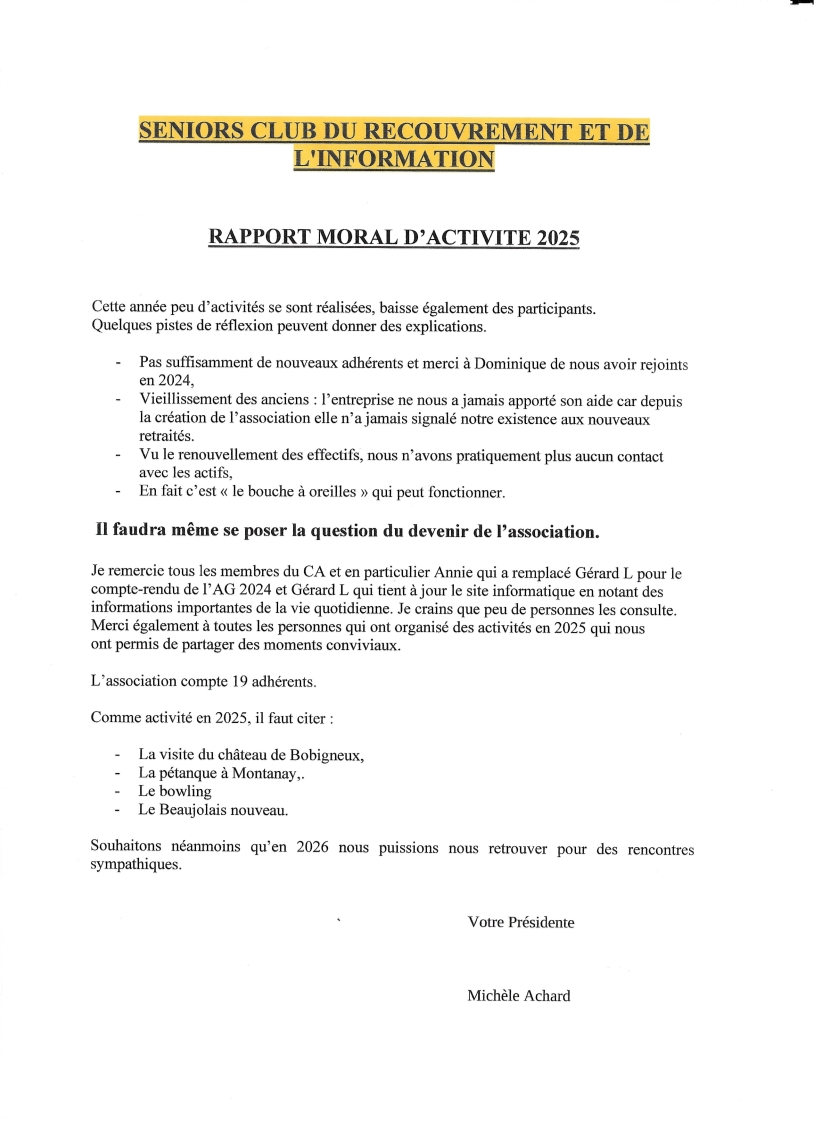 SENIORS CLUB DU RECOUVREMENT ET DE
L'INFORMATION
RAPPORT MORAL D’ACTIVITE 2025
Cette année peu d’activités se sont réalisées, baisse également des participants.
Quelques pistes de réflexion peuvent donner des explications.
- Pas suffisamment de nouveaux adhérents et merci à Dominique de nous avoir rejoints
en 2024,
- Vieillissement des anciens : l’entreprise ne nous a jamais apporté son aide car depuis
la création de l’association elle n’a jamais signalé notre existence aux nouveaux
retraités.
- Vu le renouvellement des effectifs, nous n’avons pratiquement plus aucun contact
avec les actifs,
- En fait c’est « le bouche à oreilles » qui peut fonctionner.
Il faudra même se poser la question du devenir de l’association.
Je remercie tous les membres du CA et en particulier Annie qui a remplacé Gérard L pour le
compte-rendu de l’AG 2024 et Gérard L qui tient à jour le site informatique en notant des
informations importantes de la vie quotidienne. Je crains que peu de personnes les consulte.
Merci également à toutes les personnes qui ont organisé des activités en 2025 qui nous
ont permis de partager des moments conviviaux.
L’association compte 19 adhérents.
Comme activité en 2025, il faut citer :
- La visite du château de Bobigneux,
- La pétanque à Montanay,.
- Le bowling
- Le Beaujolais nouveau.
Souhaitons néanmoins qu’en 2026 nous puissions nous retrouver pour des rencontres
sympathiques.
Votre Présidente
Michèle Achard